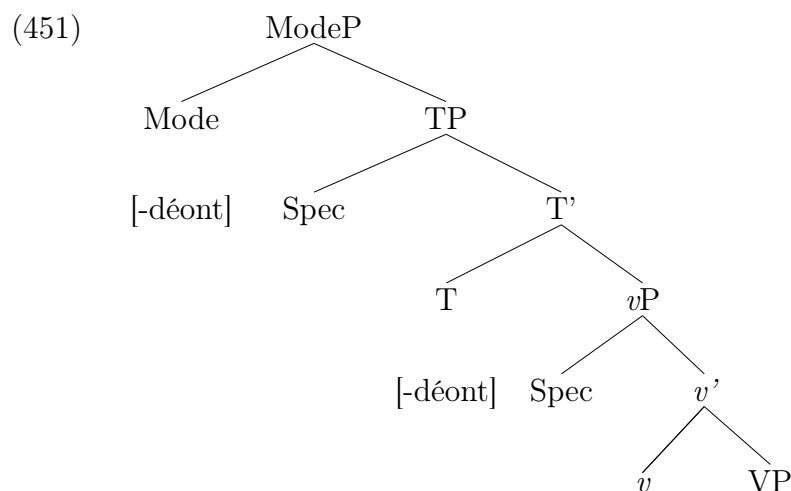 (451) ModeP
Mode TP
[-déont] Spec T'
T vP
[-déont] Spec v'
v VP